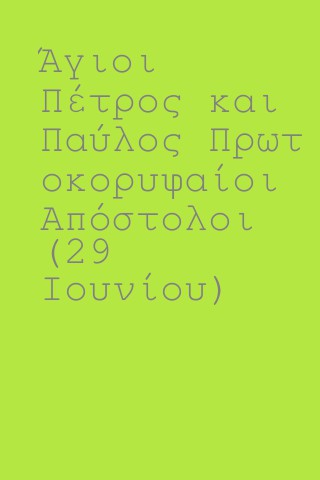 Άγιοι
Πέτρος και
Παύλος Πρωτ
οκορυφαίοι
Απόστολοι
(29
Ιουνίου)